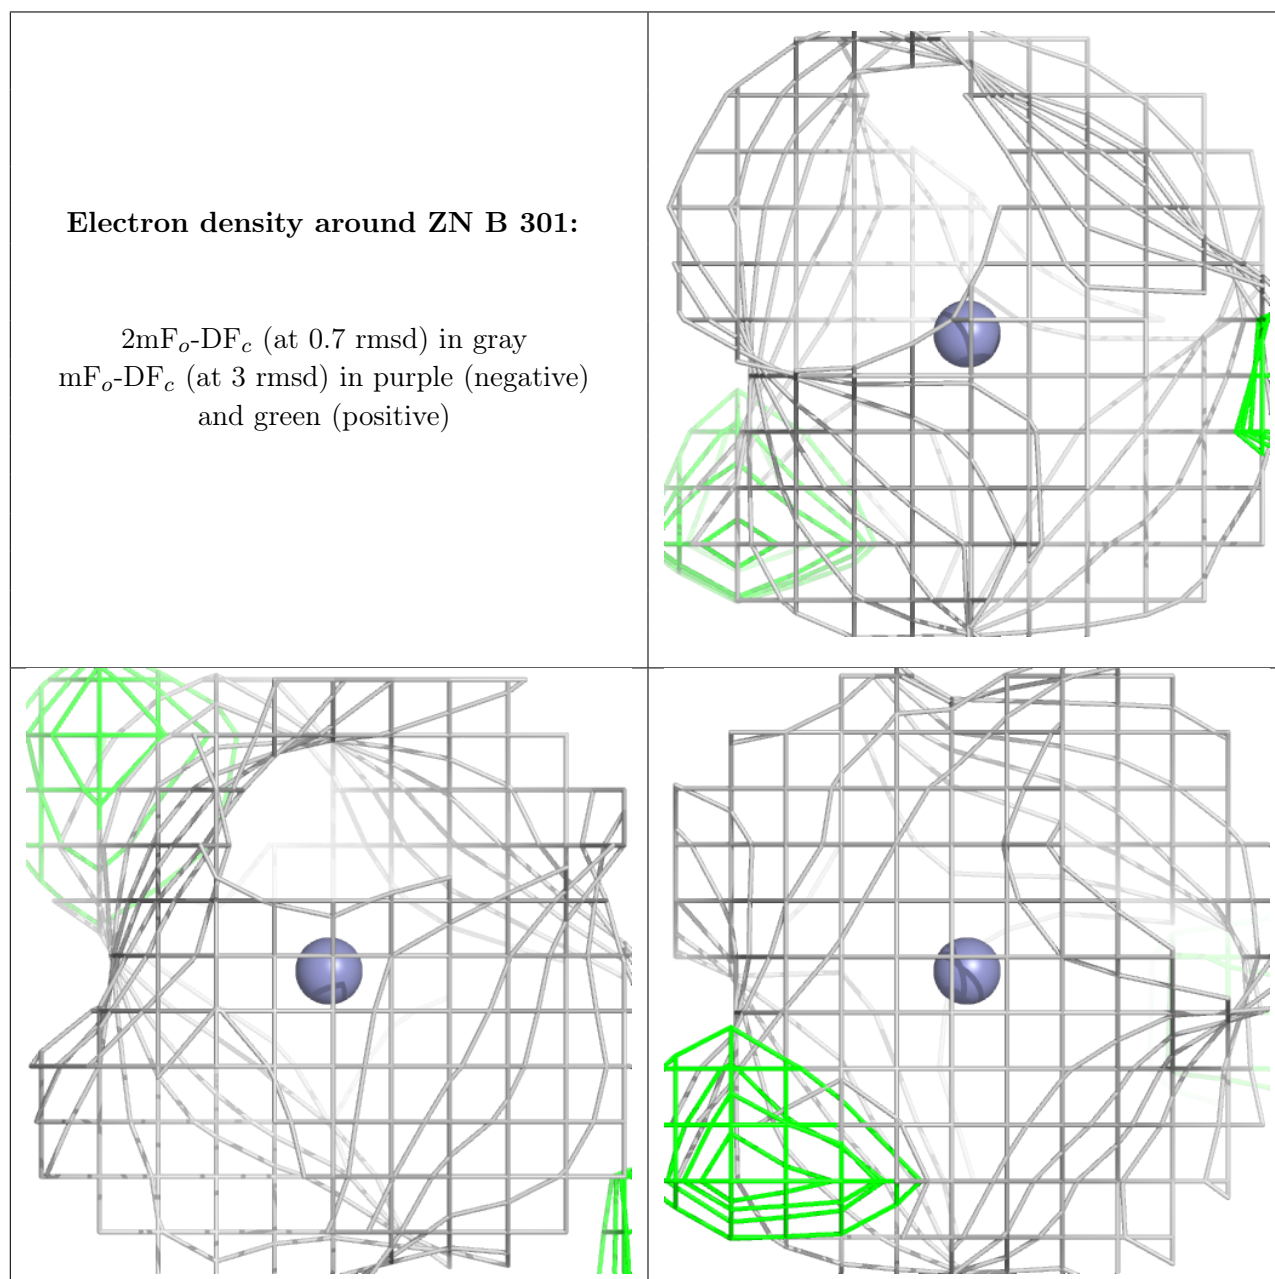 Electron density around ZN B 301:
2mFo-DFc (at 0.7 rmsd) in gray
mFo-DFc (at 3 rmsd) in purple (negative)
and green (positive)